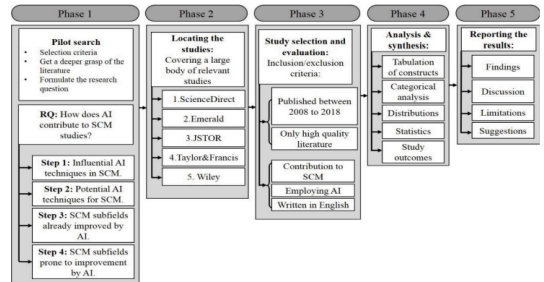 Phase 1
Pilot search
• Selection criteria
• Get a deeper grasp of the
literature
• Formulate the research
question
RQ: How does AI
contribute to SCM
studies?
Step 1: Influential AI
techniques in SCM.
Step 2: Potential AI
techniques for SCM.
Step 3: SCM subfields
already improved by
AI.
Step 4: SCM subfields
prone to improvement
by AI.
Phase 2
Locating the
studies:
Covering a large
body of relevant
studies
1.ScienceDirect
2.Emerald
3.JSTOR
4.Taylor&Francis
5. Wiley
Phase 3
Study selection and
evaluation:
Inclusion/exclusion
criteria:
Published between
2008 to 2018
Only high quality
literature
Contribution to
SCM
Employing AI
Written in English
Phase 4
Analysis &
synthesis:
Tabulation of
constructs
Categorical
analysis
Distributions
Statistics
Study
outcomes
Phase 5
Reporting the
results:
Findings
Discussion
Limitations
Suggestions